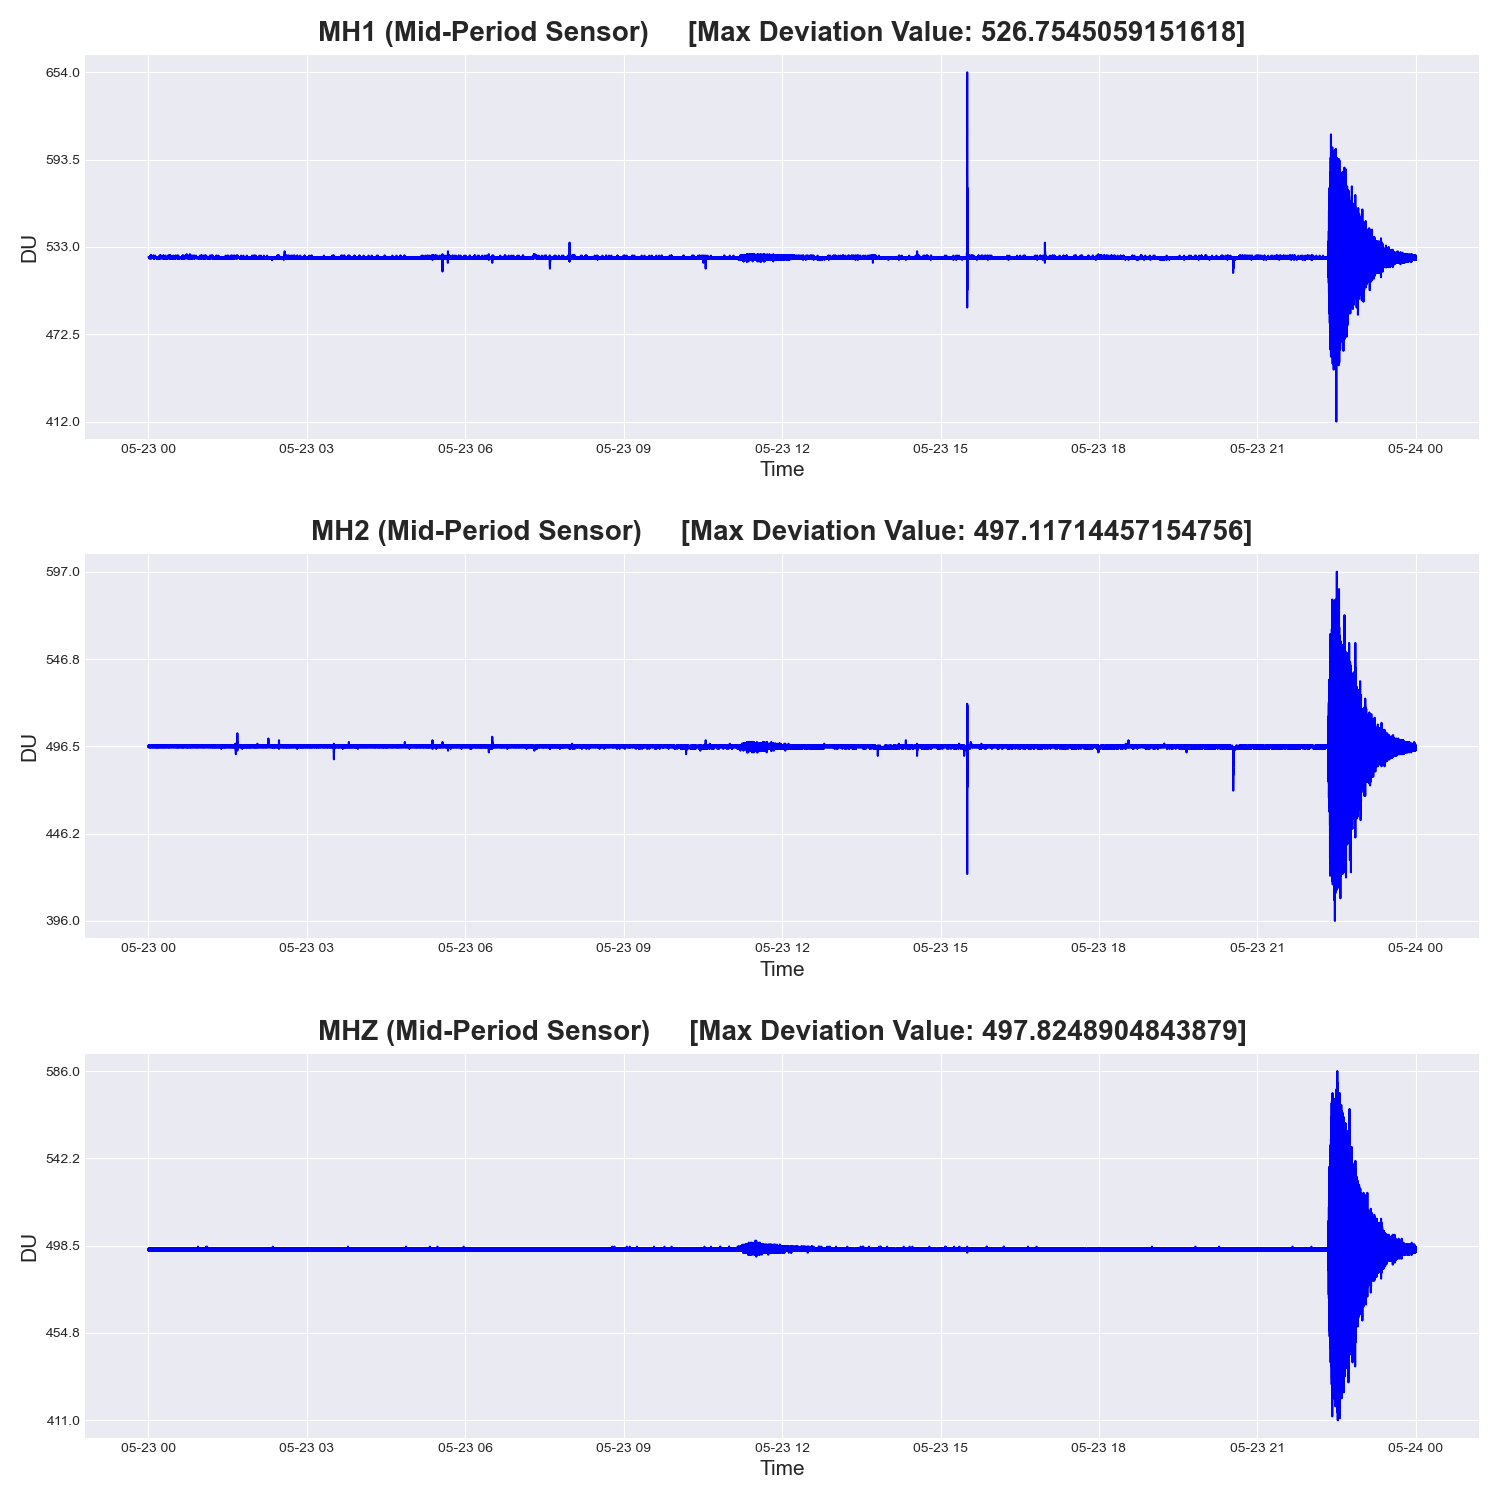 MH1 (Mid-Period Sensor) [Max Deviation Value: 526.7545059151618]
654.0
593.5
533.0
472.5
412.0
DU
05-23 00 05-23 03 05-23 06 05-23 09 05-23 12 05-23 15 05-23 18 05-23 21 05-24 00
Time
MH2 (Mid-Period Sensor) [Max Deviation Value: 497.11714457154756]
597.0
546.8
496.5
446.2
396.0
DU
05-23 00 05-23 03 05-23 06 05-23 09 05-23 12 05-23 15 05-23 18 05-23 21 05-24 00
Time
MHZ (Mid-Period Sensor) [Max Deviation Value: 497.8248904843879]
586.0
542.2
498.5
454.8
411.0
DU
05-23 00 05-23 03 05-23 06 05-23 09 05-23 12 05-23 15 05-23 18 05-23 21 05-24 00
Time